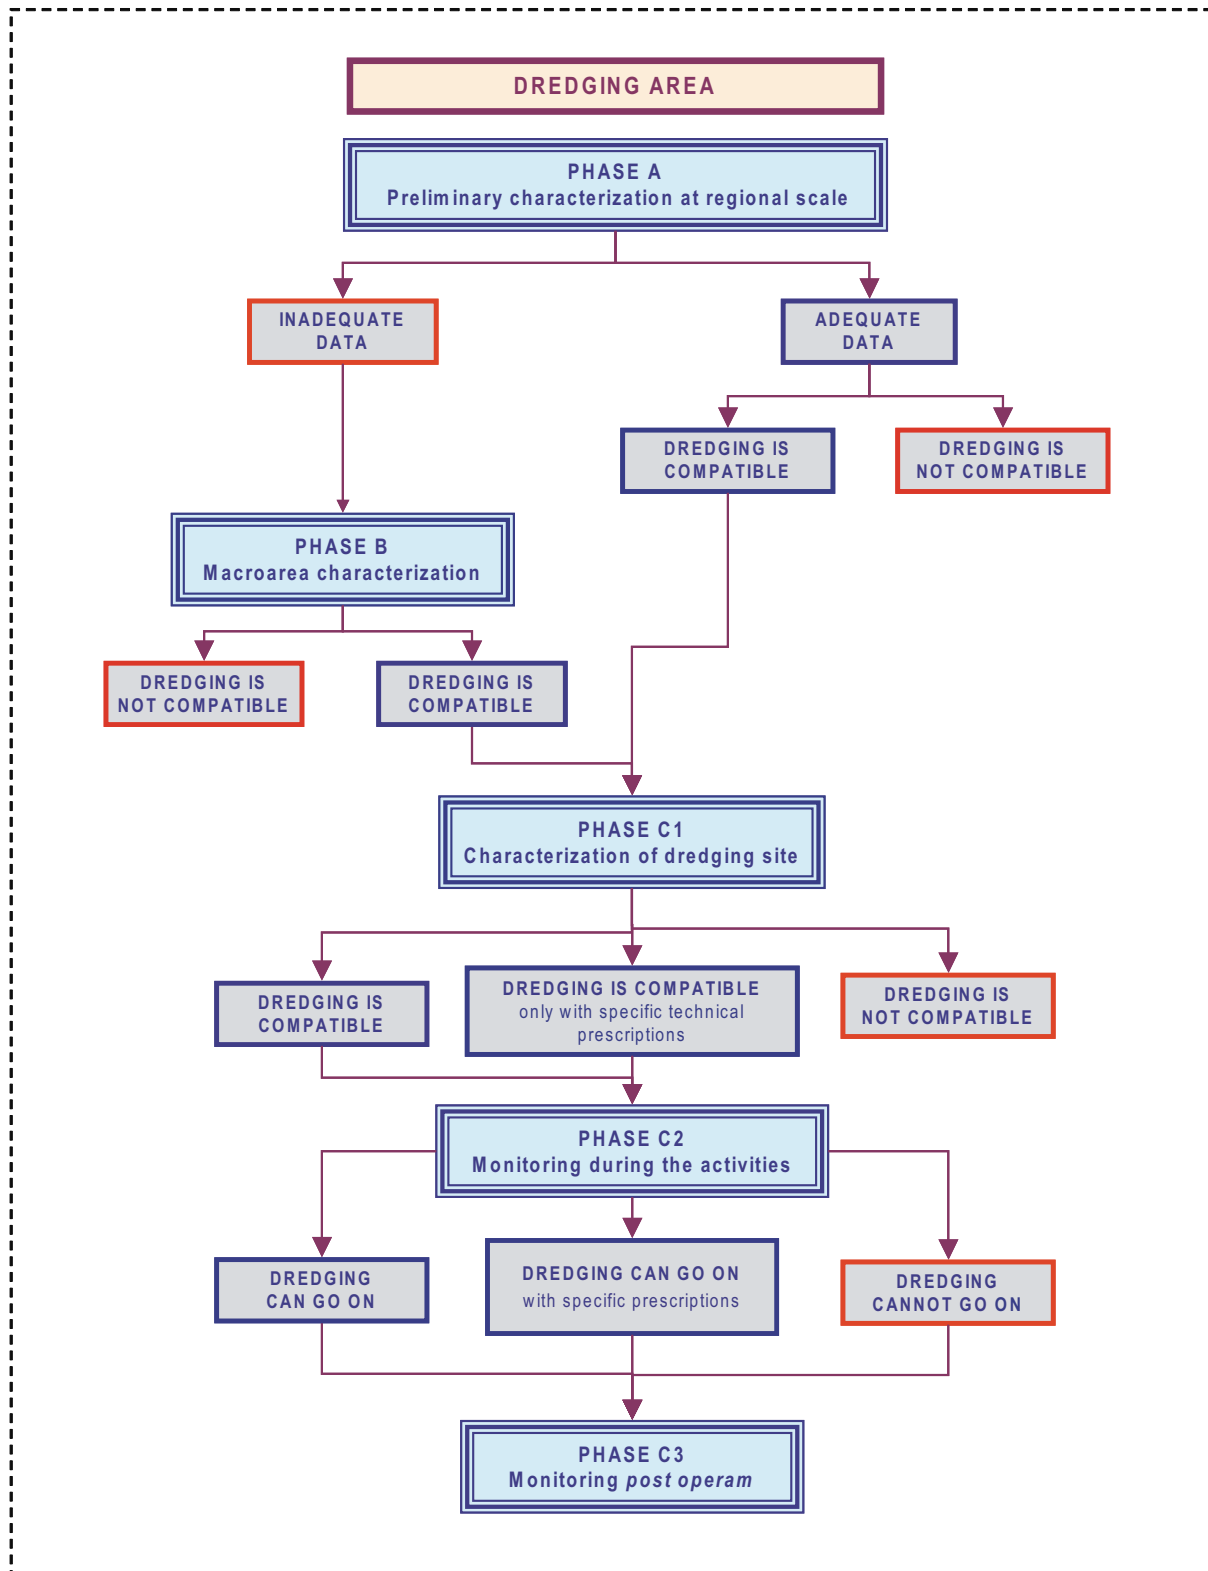 DREDGING AREA
PHASE A
Preliminary characterization at regional scale
INADEQUATE
DATA
ADEQUATE
DATA
DREDGING IS
COMPATIBLE
DREDGING IS
NOT COMPATIBLE
PHASE B
Macroarea characterization
DREDGING IS
NOT COMPATIBLE
DREDGING IS
COMPATIBLE
PHASE C1
Characterization of dredging site
DREDGING IS
COMPATIBLE
DREDGING IS COMPATIBLE
only with specific technical
prescriptions
DREDGING IS
NOT COMPATIBLE
PHASE C2
Monitoring during the activities
DREDGING
CAN GO ON
DREDGING CAN GO ON
with specific prescriptions
DREDGING
CANNOT GO ON
PHASE C3
Monitoring post operam